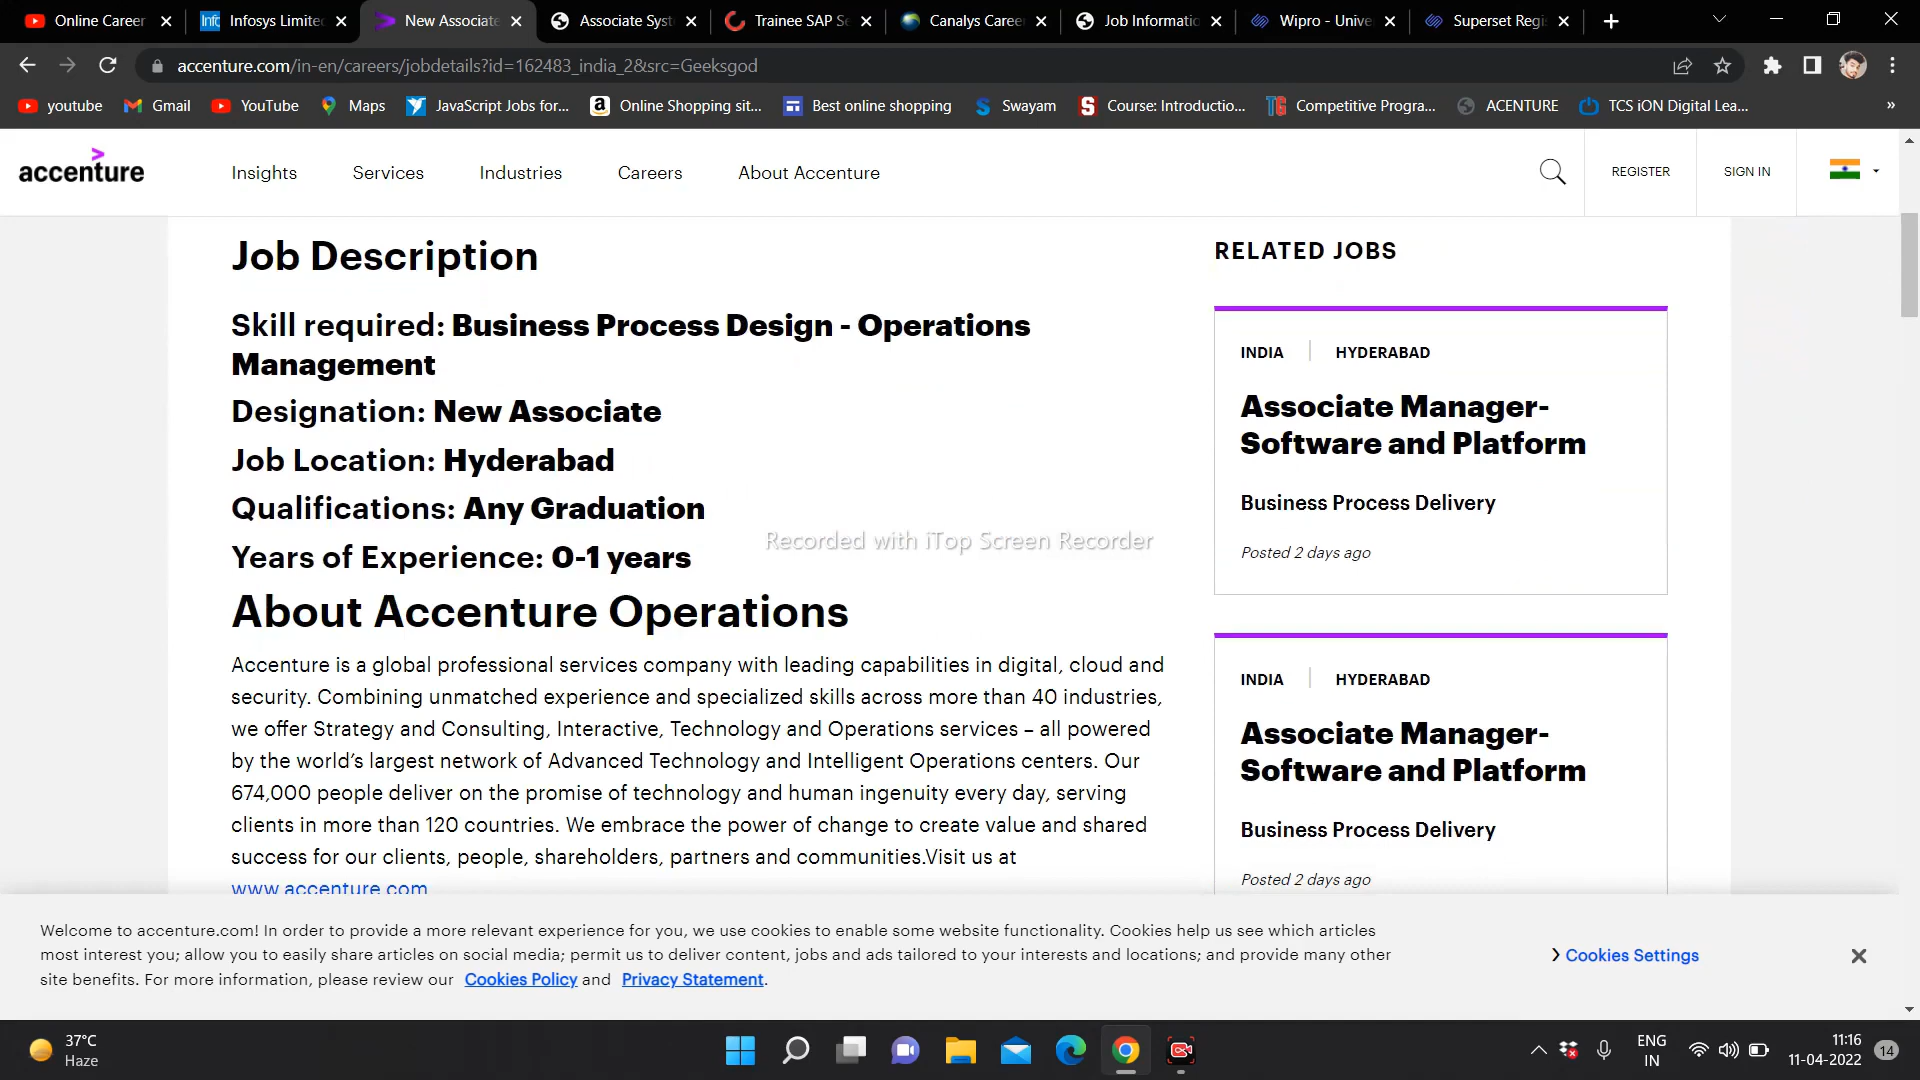 Online Career
Infosys Limite
New Associate
Associate Syst
Trainee SAP Se
Canalys Caree
Job Informatio
Wipro - Unive
Superset Regi
accenture.com/in-en/careers/jobdetails?id=162483_india_2&src=Geeksgod
youtube
Gmail
YouTube
Maps
JavaScript Jobs for...
Online Shopping sit...
Best online shopping
Swayam
Course: Introductio...
Competitive Progra...
ACENTURE
TCS iON Digital Lea...
accenture
Insights
Services
Industries
Careers
About Accenture
REGISTER
SIGN IN
Job Description
Skill required: Business Process Design - Operations
Management
Designation: New Associate
Job Location: Hyderabad
Qualifications: Any Graduation
Years of Experience: 0-1 years
About Accenture Operations
Accenture is a global professional services company with leading capabilities in digital, cloud and
security. Combining unmatched experience and specialized skills across more than 40 industries,
we offer Strategy and Consulting, Interactive, Technology and Operations services – all powered
by the world’s largest network of Advanced Technology and Intelligent Operations centers. Our
674,000 people deliver on the promise of technology and human ingenuity every day, serving
clients in more than 120 countries. We embrace the power of change to create value and shared
success for our clients, people, shareholders, partners and communities.Visit us at
www.accenture.com
RELATED JOBS
INDIA | HYDERABAD
Associate Manager-
Software and Platform
Business Process Delivery
Posted 2 days ago
INDIA | HYDERABAD
Associate Manager-
Software and Platform
Business Process Delivery
Posted 2 days ago
Recorded with iTop Screen Recorder
Welcome to accenture.com! In order to provide a more relevant experience for you, we use cookies to enable some website functionality. Cookies help us see which articles
most interest you; allow you to easily share articles on social media; permit us to deliver content, jobs and ads tailored to your interests and locations; and provide many other
site benefits. For more information, please review our Cookies Policy and Privacy Statement.
Cookies Settings
37°C
Haze
ENG
IN
11:16
11-04-2022
14